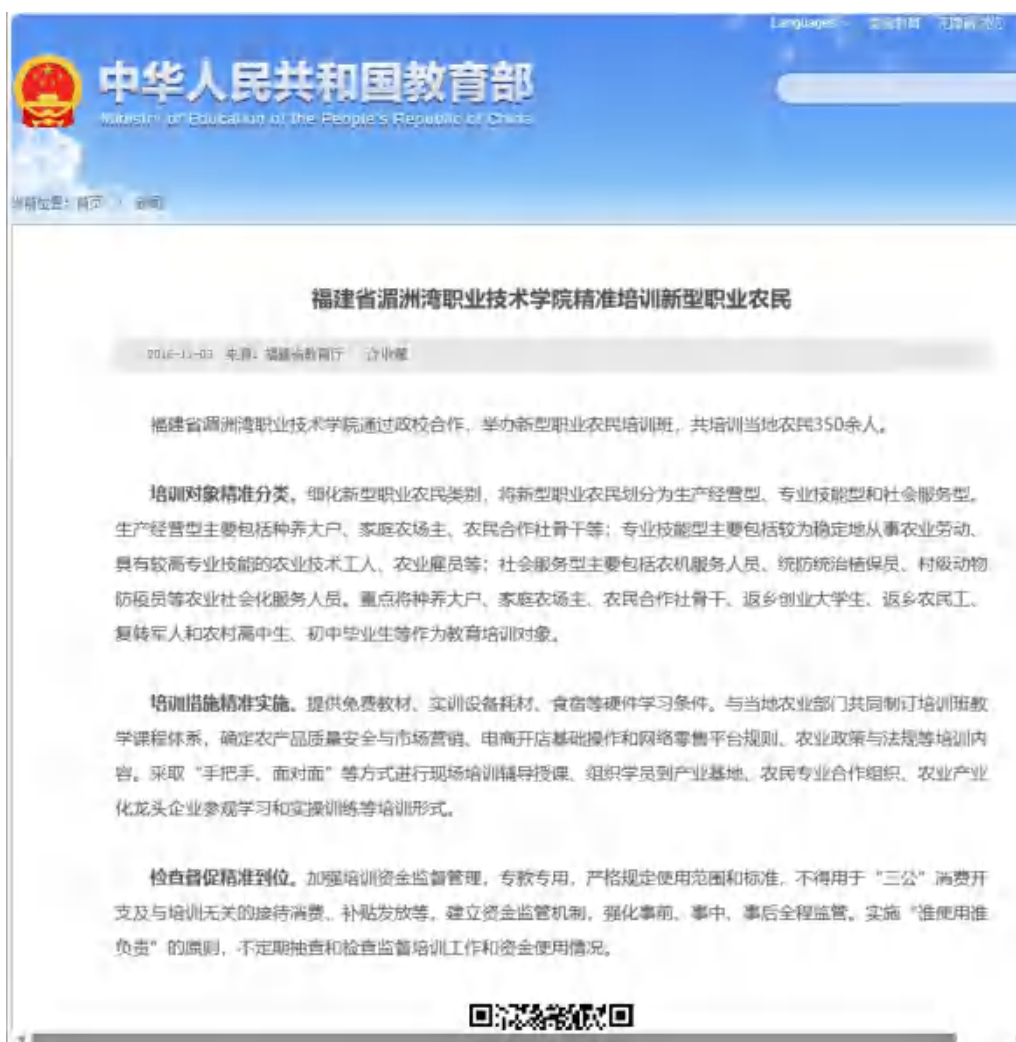 Languages
中华人民共和国教育部
Ministry of Education of the People's Republic of China
当前位置：首页 > 新闻
福建省湄洲湾职业技术学院精准培训新型职业农民
来源：福建省教育厅
福建省湄洲湾职业技术学院通过政校合作，举办新型职业农民培训班，共培训当地农民350余人。
培训对象精准分类。细化新型职业农民类别，将新型职业农民划分为生产经营型、专业技能型和社会服务型。
生产经营型主要包括种养大户、家庭农场主、农民合作社骨干等；专业技能型主要包括较为稳定地从事农业劳动、
具有较高专业技能的农业技术工人、农业雇员等；社会服务型主要包括农机服务人员、统防统治植保员、村级动物
防疫员等农业社会化服务人员。重点将种养大户、家庭农场主、农民合作社骨干、返乡创业大学生、返乡农民工、
复转军人和农村高中生、初中毕业生等作为教育培训对象。
培训措施精准实施。提供免费教材、实训设备耗材、食宿等硬件学习条件。与当地农业部门共同制订培训班教
学课程体系，确定农产品质量安全与市场营销、电商开店基础操作和网络零售平台规则、农业政策与法规等培训内
容。采取“手把手、面对面”等方式进行现场培训辅导授课、组织学员到产业基地、农民专业合作组织、农业产业
化龙头企业参观学习和实操训练等培训形式。
检查督促精准到位。加强培训资金监督管理，专款专用，严格规定使用范围和标准，不得用于“三公”消费开
支及与培训无关的接待消费、补贴发放等。建立资金监管机制，强化事前、事中、事后全程监管。实施“谁使用谁
负责”的原则，不定期抽查和检查监督培训工作和资金使用情况。